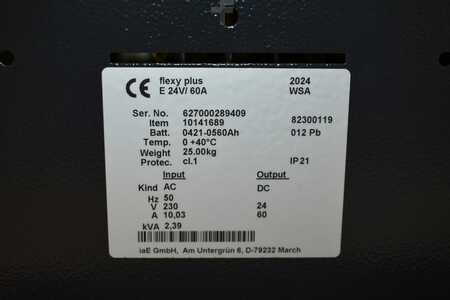 CE flexy plus 2024
E 24V/ 60A WSA
Ser. No. 627000289409
Item 10141689 82300119
Batt. 0421-0560Ah 012 Pb
Temp. 0 +40°C
Weight 25.00kg
Protec. cl.1 IP21
Input Output
Kind AC DC
Hz 50
V 230 24
A 10,03 60
kVA 2,39
iaE GmbH, Am Untergrün 6, D-79232 March